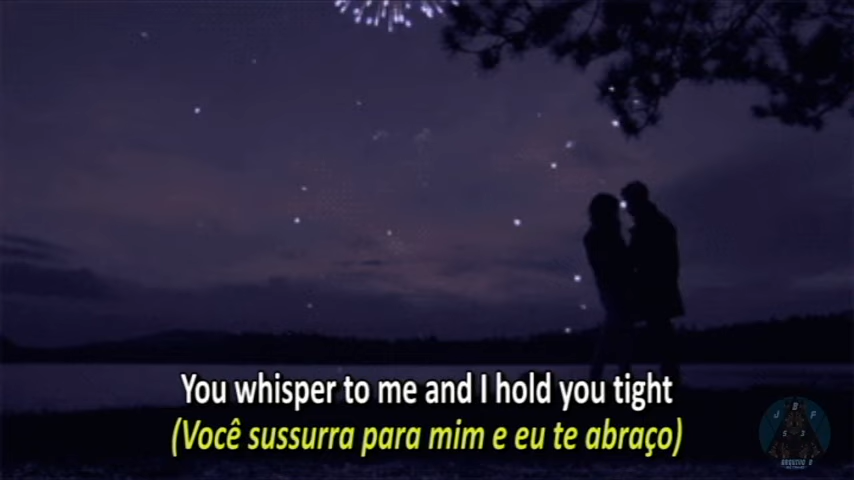 You whisper to me and I hold you tight
(Você sussurra para mim e eu te abraço)
J B F